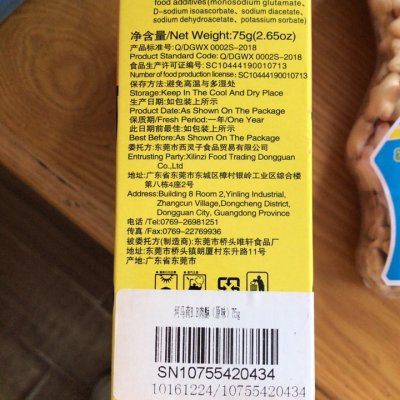 food additives(monosodium glutamate,
D-sodium isoascorbate, sodium diacetate,
sodium dehydroacetate, potassium sorbate)
净含量/Net Weight:75g(2.65oz)
产品标准号:Q/DGWX 0002S-2018
Product Standard Code:Q/DGWX 0002S-2018
食品生产许可证编号:SC10444190010713
Number of food production licenses:SC10444190010713
保存方法:避免高温与多湿处
Storage:Keep In The Cool And Dry Place
生产日期:如包装上所示
Production Date:As Shown On The Package
保质期/Fresh Period:一年/One Year
此日期前最佳:如包装上所示
Best Before:As Shown On The Package
委托方:东莞市西灵子食品贸易有限公司
Entrusting Party:Xilinzi Food Trading Dongguan
Co.,Ltd
地址:广东省东莞市东城区樟村银岭工业区综合楼
第八栋4座2号
Address:Building 8 Room 2,Yinling Industrial,
Zhangcun Village,Dongcheng District,
Dongguan City, Guangdong Province
电话/Tel:0769-26981251
传真/Fax:0769-22769936
被委托方(制造商):东莞市桥头唯轩食品厂
地址:东莞市桥头镇朗厦村东升路11号
产地:广东省东莞市
(原味) 75g
SN10755420434
10161224/10755420434